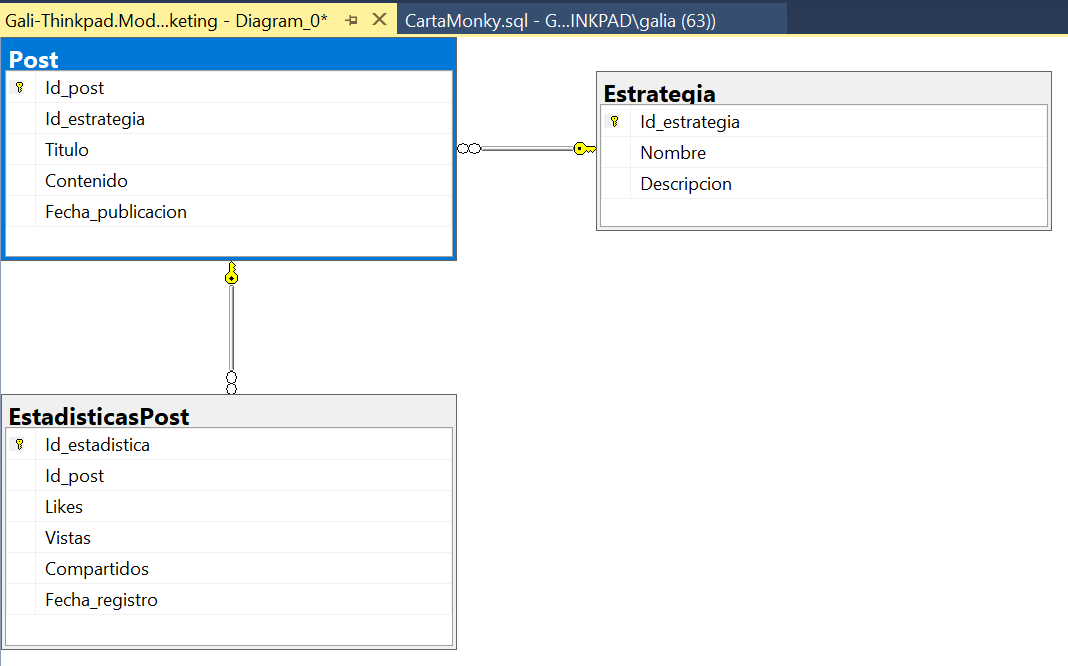 Gali-Thinkpad.Mod...keting - Diagram_0*
CartaMonky.sql - G...INKPAD\galia (63))
Post
Id_post
Id_estrategia
Titulo
Contenido
Fecha_publicacion
Estrategia
Id_estrategia
Nombre
Descripcion
EstadisticasPost
Id_estadistica
Id_post
Likes
Vistas
Compartidos
Fecha_registro